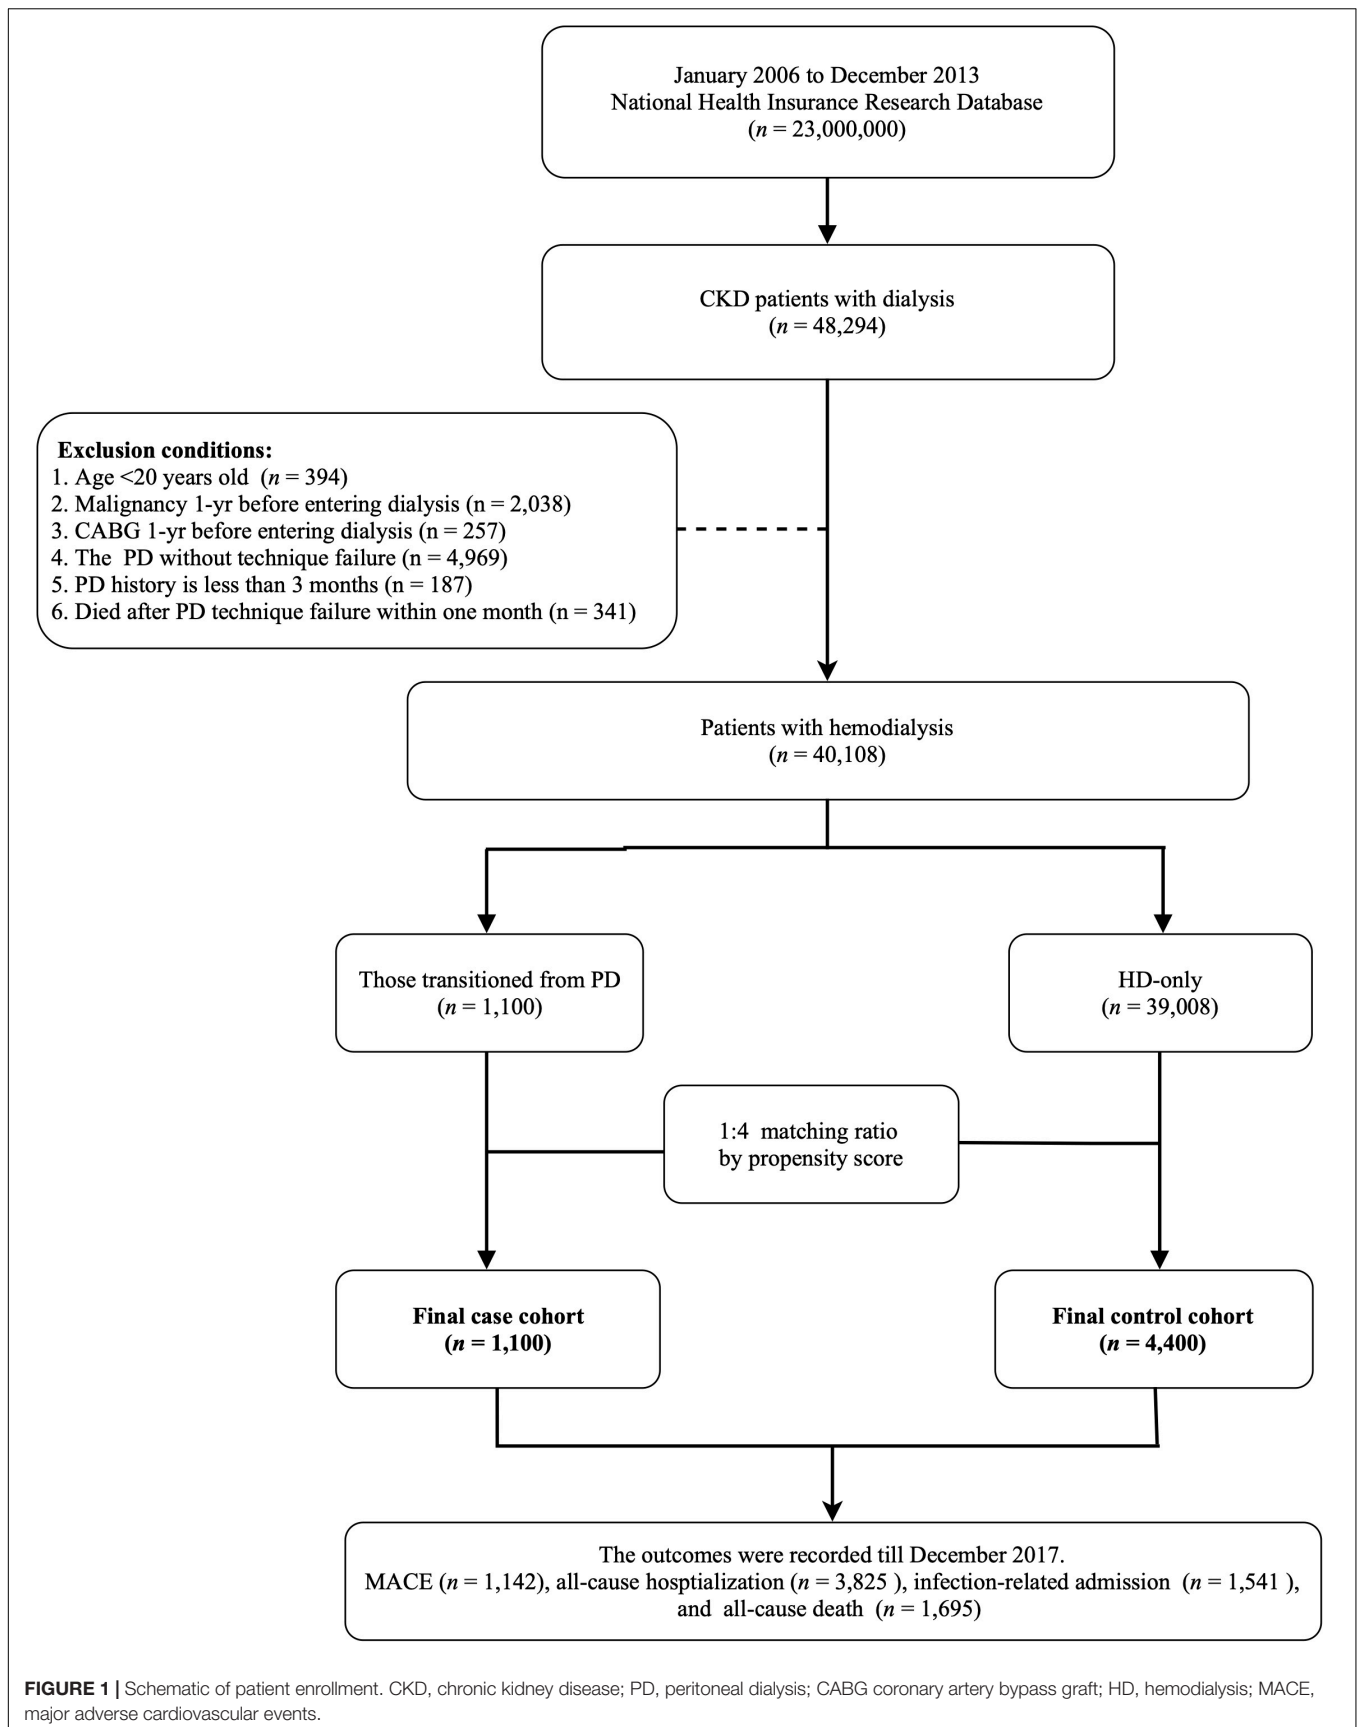 January 2006 to December 2013
National Health Insurance Research Database
(n = 23,000,000)
CKD patients with dialysis
(n = 48,294)
Exclusion conditions:
1. Age <20 years old (n = 394)
2. Malignancy 1-yr before entering dialysis (n = 2,038)
3. CABG 1-yr before entering dialysis (n = 257)
4. The PD without technique failure (n = 4,969)
5. PD history is less than 3 months (n = 187)
6. Died after PD technique failure within one month (n = 341)
Patients with hemodialysis
(n = 40,108)
Those transitioned from PD
(n = 1,100)
HD-only
(n = 39,008)
1:4 matching ratio
by propensity score
Final case cohort
(n = 1,100)
Final control cohort
(n = 4,400)
The outcomes were recorded till December 2017.
MACE (n = 1,142), all-cause hosptialization (n = 3,825 ), infection-related admission (n = 1,541 ),
and all-cause death (n = 1,695)
FIGURE 1 | Schematic of patient enrollment. CKD, chronic kidney disease; PD, peritoneal dialysis; CABG coronary artery bypass graft; HD, hemodialysis; MACE,
major adverse cardiovascular events.